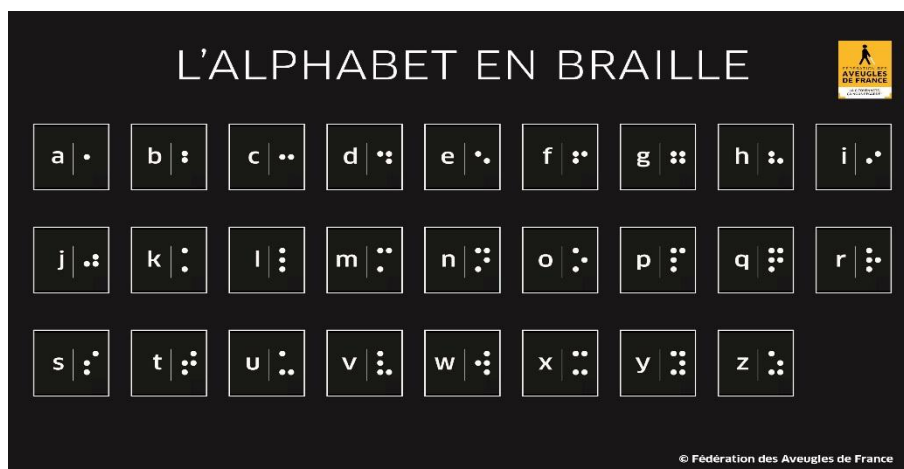 L'ALPHABET EN BRAILLE
FÉDÉRATION DES
AVEUGLES
DE FRANCE
a ⠁ b ⠃ c ⠉ d ⠙ e ⠑ f ⠋ g ⠛ h ⠓ i ⠊
j ⠚ k ⠅ l ⠇ m ⠍ n ⠝ o ⠕ p ⠏ q ⠟ r ⠗
s ⠎ t ⠞ u ⠥ v ⠧ w ⠺ x ⠭ y ⠽ z ⠵
© Fédération des Aveugles de France